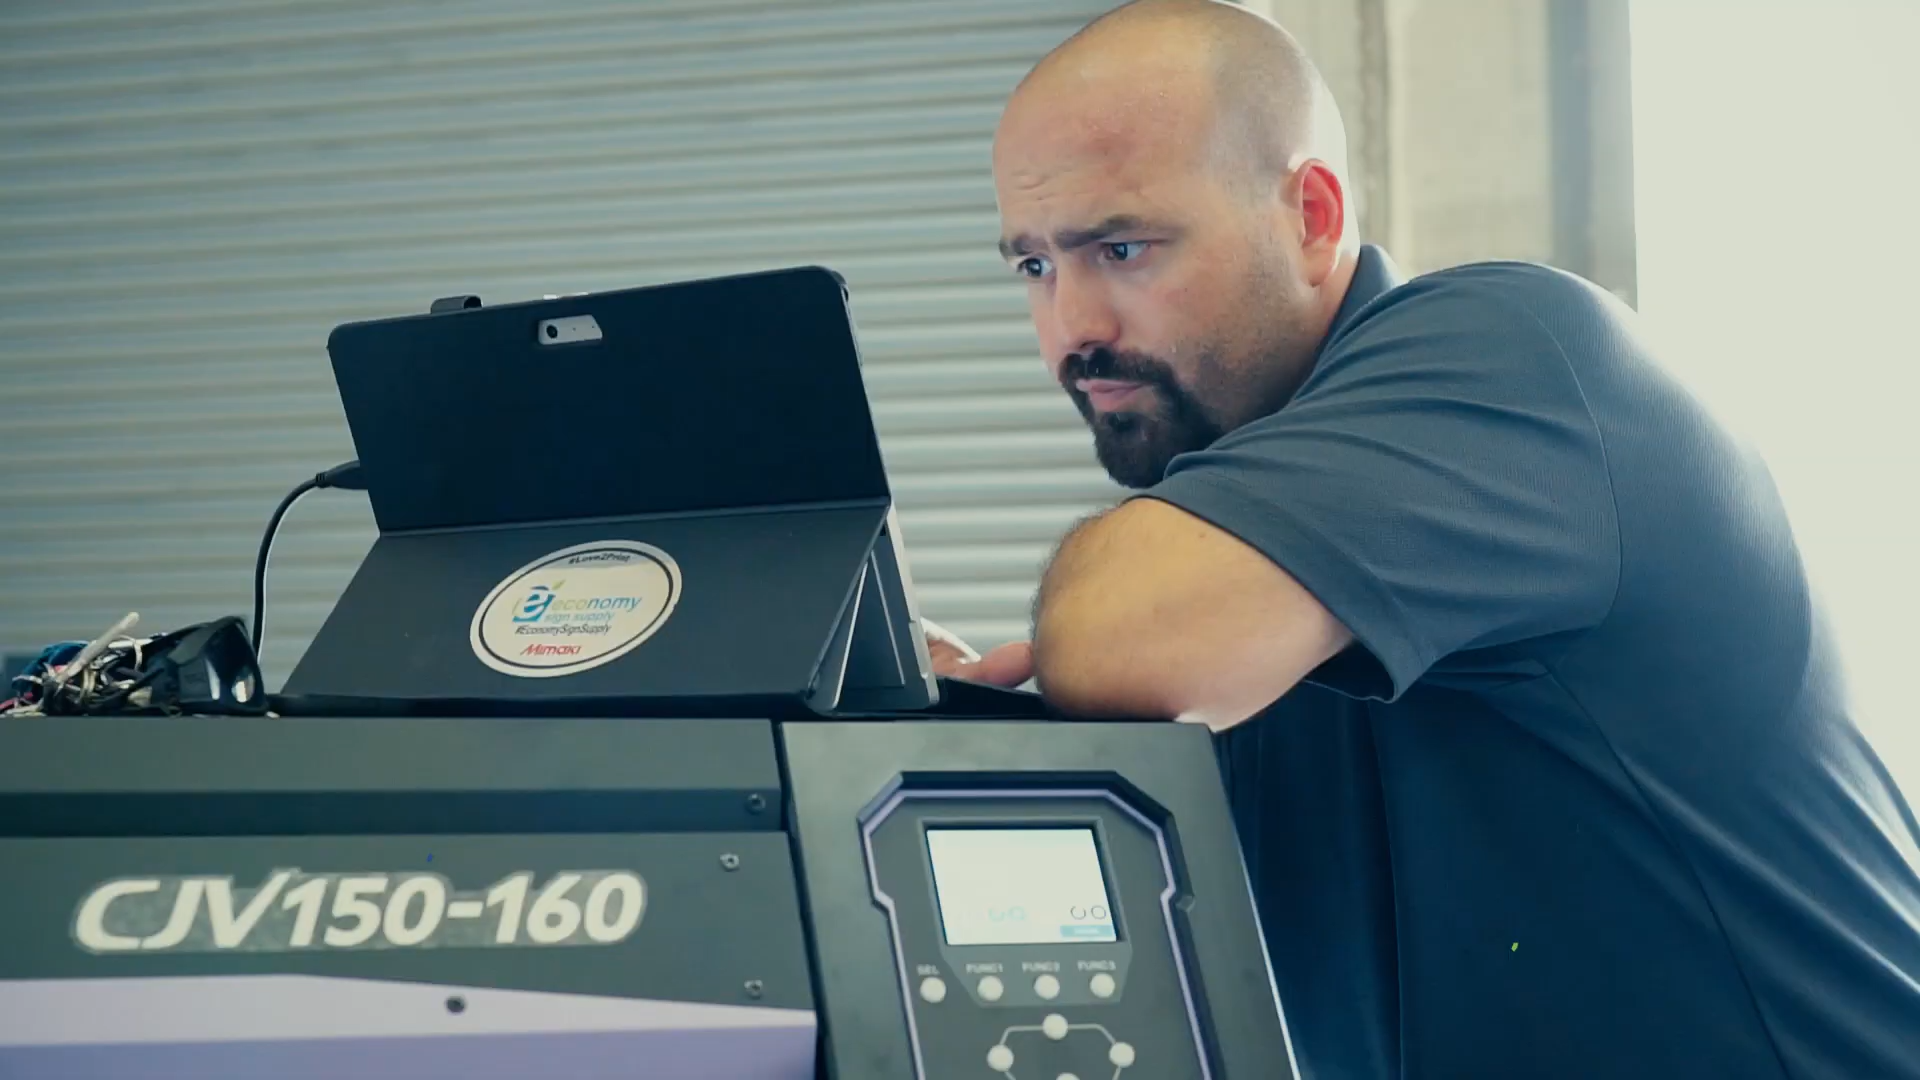 #Love2Print
economy
sign supply
#EconomySignSupply
Mimaki
CJV150-160
SEL FUNC1 FUNC2 FUNC3